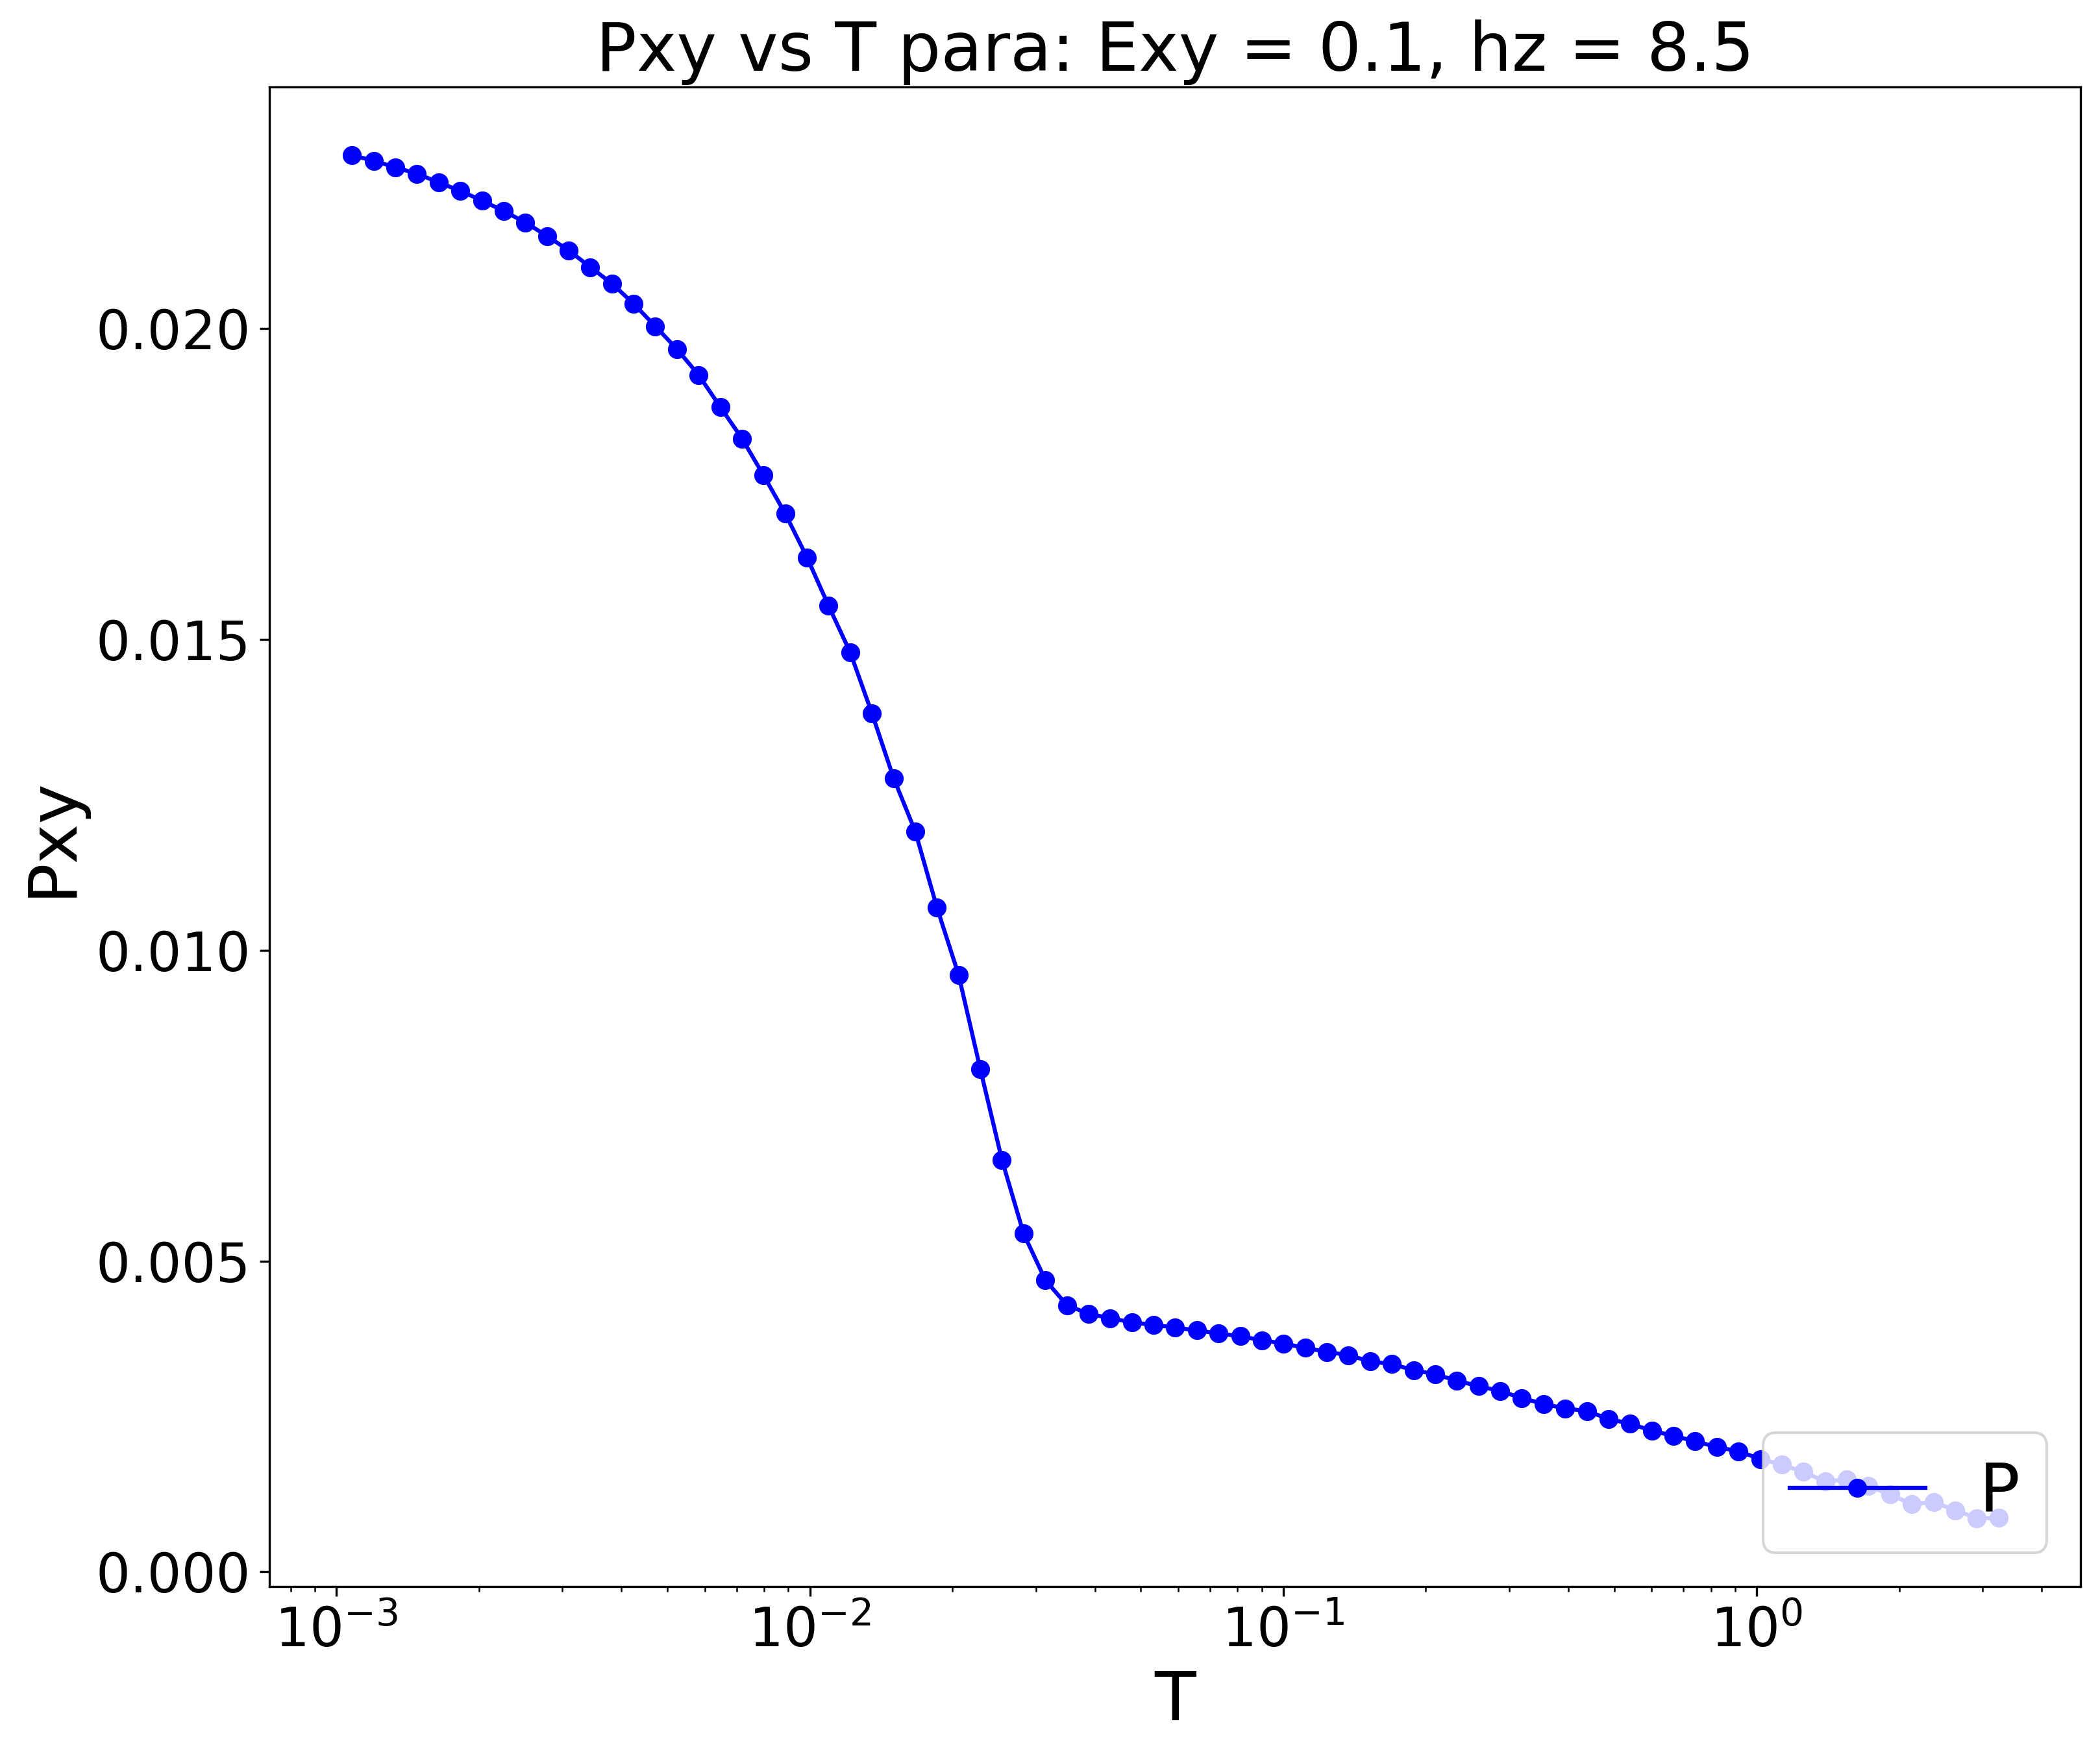 Pxy vs T para: Exy = 0.1, hz = 8.5
Pxy
0.020
0.015
0.010
0.005
0.000
P
10⁻³ 10⁻² 10⁻¹ 10⁰
T